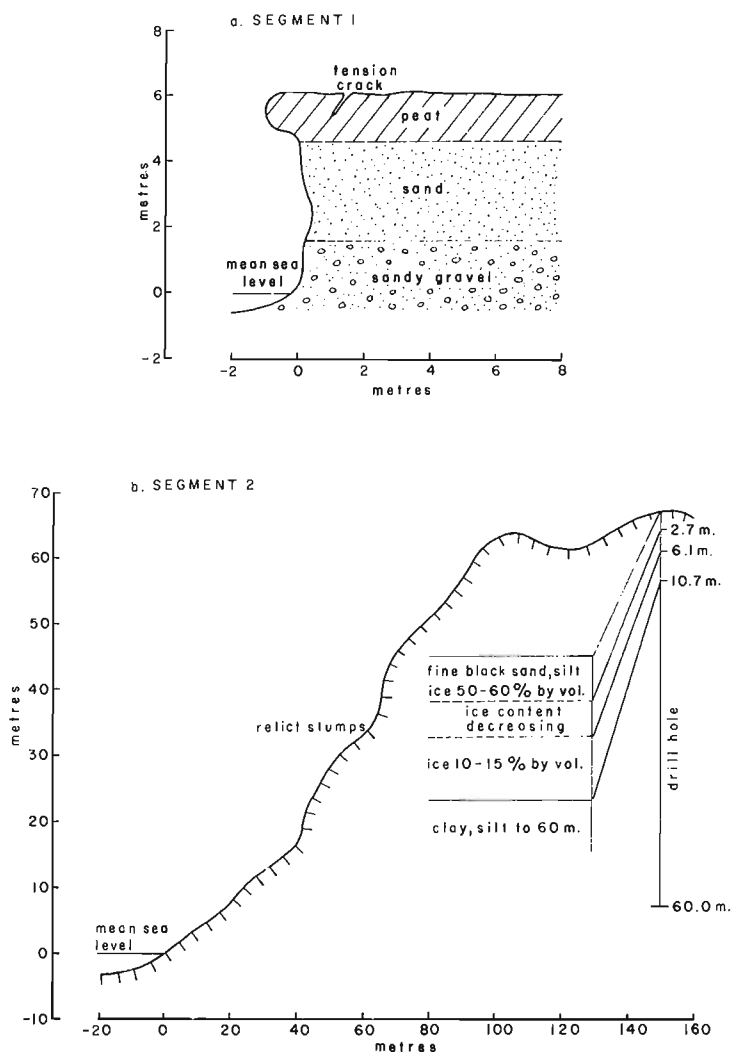 a. SEGMENT 1
tension
crack
peat
sand.
sandy gravel
mean sea
level
metres
6
4
2
0
-2
-2 0 2 4 6 8
metres
b. SEGMENT 2
metres
70
60
50
40
30
20
10
0
-10
2.7 m.
6.1 m.
10.7 m.
fine black sand, silt
ice 50-60% by vol.
ice content
decreosing
ice 10-15% by vol.
clay, silt to 60 m.
relict slumps
drill hole
60.0 m.
mean sea
level
-20 0 20 40 60 80 100 120 140 160
metres